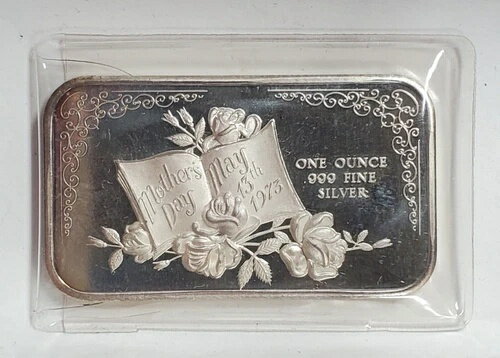 Mother's
Day
May
13th
1973
ONE OUNCE
999 FINE
SILVER